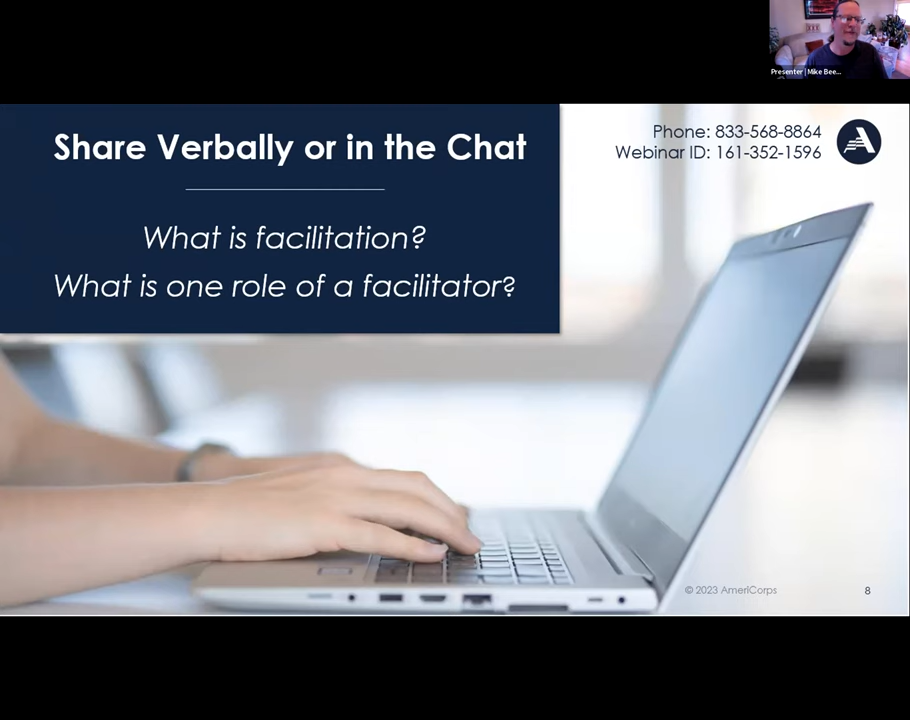 Presenter | Mike Bee...
Share Verbally or in the Chat
What is facilitation?
What is one role of a facilitator?
Phone: 833-568-8864
Webinar ID: 161-352-1596
© 2023 AmeriCorps
8